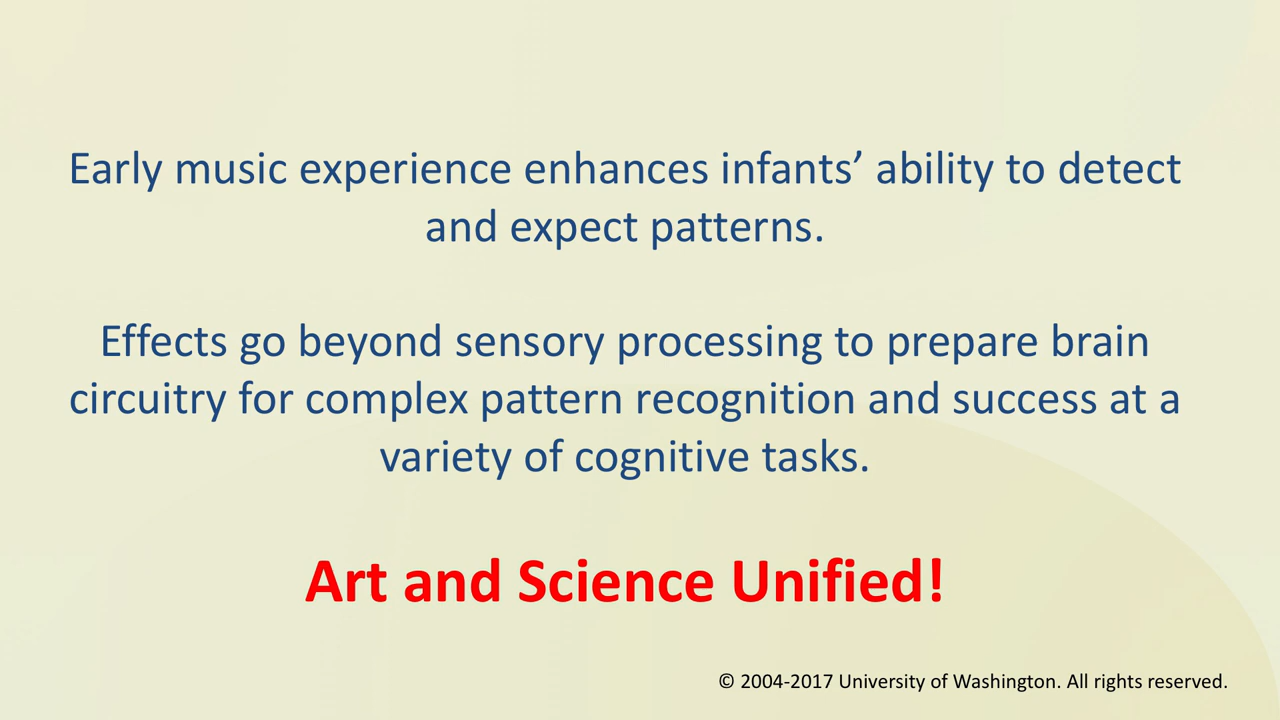 Early music experience enhances infants’ ability to detect
and expect patterns.
Effects go beyond sensory processing to prepare brain
circuitry for complex pattern recognition and success at a
variety of cognitive tasks.
Art and Science Unified!
© 2004-2017 University of Washington. All rights reserved.